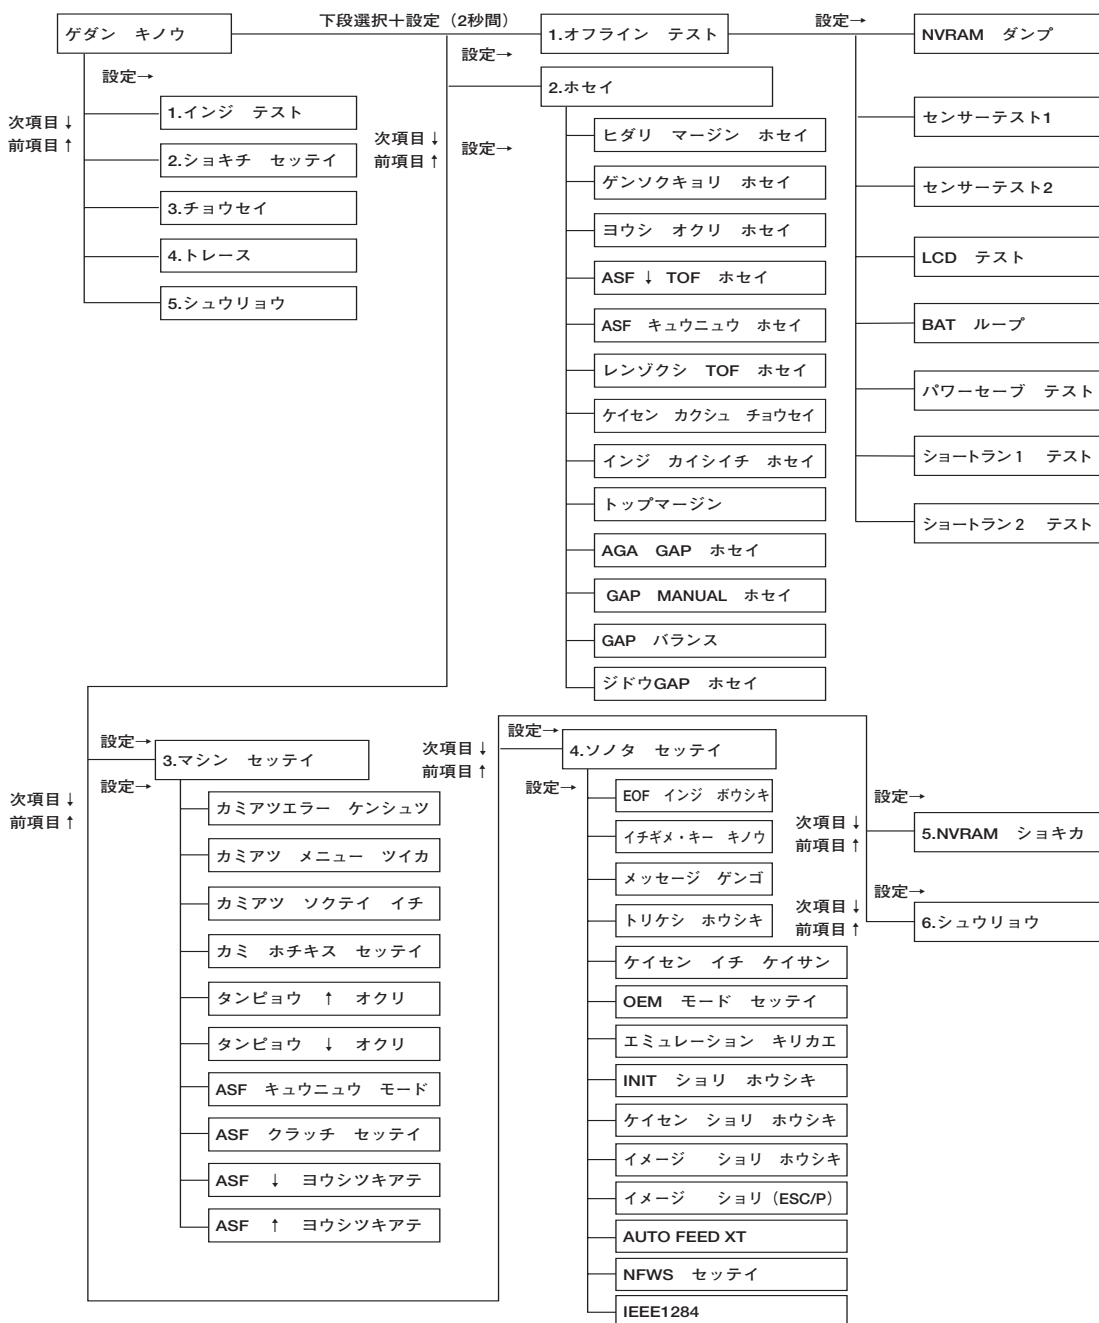 ゲダン　キノウ
下段選択＋設定（2秒間）
1.オフライン　テスト
設定→
NVRAM　ダンプ
設定→
設定→
2.ホセイ
次項目↓
前項目↑
1.インジ　テスト
2.ショキチ　セッテイ
3.チョウセイ
4.トレース
5.シュウリョウ
次項目↓
前項目↑
設定→
ヒダリ　マージン　ホセイ
ゲンソクキョリ　ホセイ
ヨウシ　オクリ　ホセイ
ASF　↓　TOF　ホセイ
ASF　キュウニュウ　ホセイ
レンゾクシ　TOF　ホセイ
ケイセン　カクシュ　チョウセイ
インジ　カイシイチ　ホセイ
トップマージン
AGA　GAP　ホセイ
GAP　MANUAL　ホセイ
GAP　バランス
ジドウGAP　ホセイ
センサーテスト1
センサーテスト2
LCD　テスト
BAT　ループ
パワーセーブ　テスト
ショートラン1　テスト
ショートラン2　テスト
設定→
3.マシン　セッテイ
設定→
次項目↓
前項目↑
カミアツエラー　ケンシュツ
カミアツ　メニュー　ツイカ
カミアツ　ソクテイ　イチ
カミ　ホチキス　セッテイ
タンピョウ　↑　オクリ
タンピョウ　↓　オクリ
ASF　キュウニュウ　モード
ASF　クラッチ　セッテイ
ASF　↓　ヨウシツキアテ
ASF　↑　ヨウシツキアテ
設定→
次項目↓
前項目↑
4.ソノタ　セッテイ
設定→
EOF　インジ　ボウシキ
イチギメ・キー　キノウ
メッセージ　ゲンゴ
トリケシ　ホウシキ
ケイセン　イチ　ケイサン
OEM　モード　セッテイ
エミュレーション　キリカエ
INIT　ショリ　ホウシキ
ケイセン　ショリ　ホウシキ
イメージ　ショリ　ホウシキ
イメージ　ショリ（ESC/P）
AUTO FEED XT
NFWS　セッテイ
IEEE1284
設定→
次項目↓
前項目↑
5.NVRAM　ショキカ
設定→
次項目↓
前項目↑
6.シュウリョウ